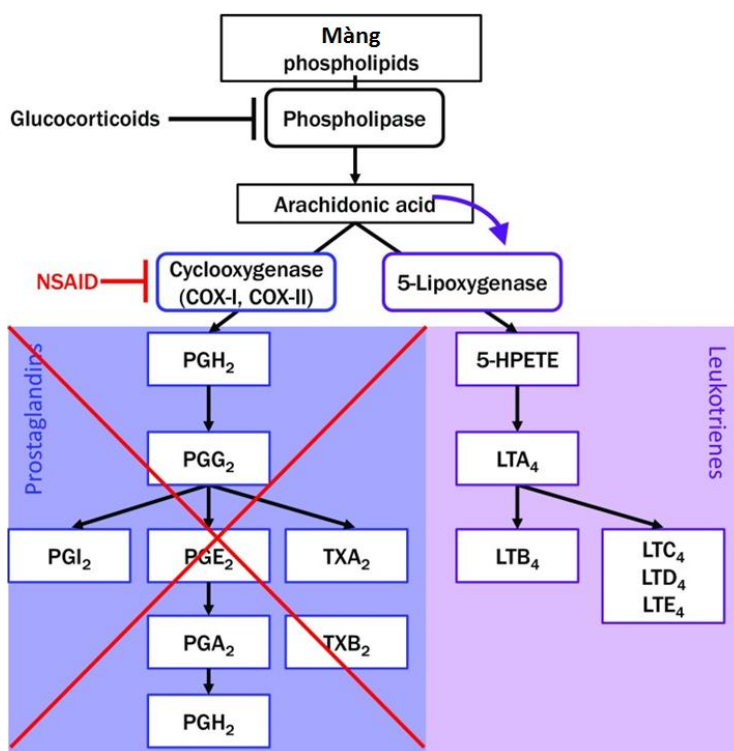 Màng
phospholipids
Glucocorticoids
Phospholipase
Arachidonic acid
NSAID
Cyclooxygenase
(COX-I, COX-II)
5-Lipoxygenase
Prostaglandins
PGH₂
5-HPETE
Leukotrienes
PGG₂
LTA₄
PGI₂
PGE₂
TXA₂
LTB₄
LTC₄
LTD₄
LTE₄
PGA₂
TXB₂
PGH₂